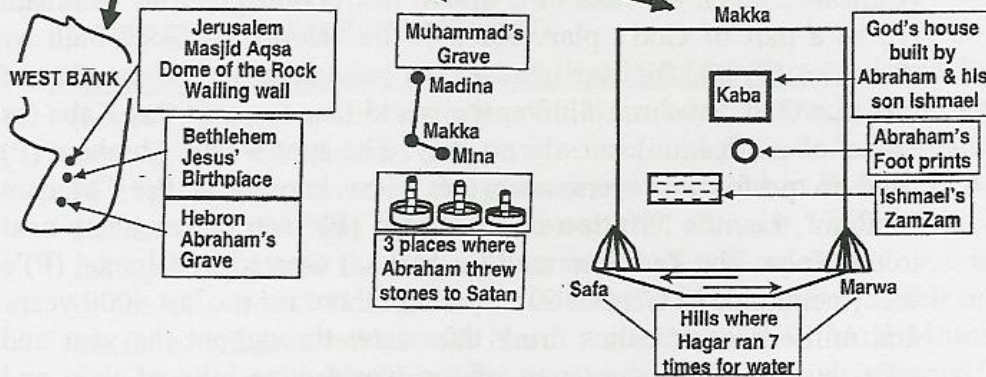 WEST BANK
Jerusalem
Masjid Aqsa
Dome of the Rock
Wailing wall
Bethlehem
Jesus'
Birthplace
Hebron
Abraham's
Grave
Muhammad's
Grave
Madina
Makka
Mina
3 places where
Abraham threw
stones to Satan
Makka
Kaba
God's house
built by
Abraham & his
son Ishmael
Abraham's
Foot prints
Ishmael's
ZamZam
Safa
Marwa
Hills where
Hagar ran 7
times for water